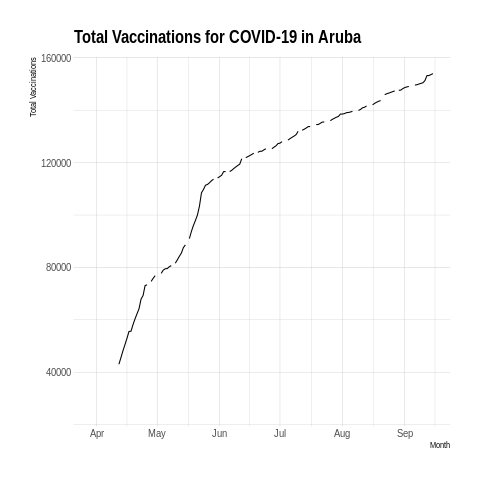 Total Vaccinations for COVID-19 in Aruba
Total Vaccinations
160000
120000
80000
40000
Apr May Jun Jul Aug Sep
Month